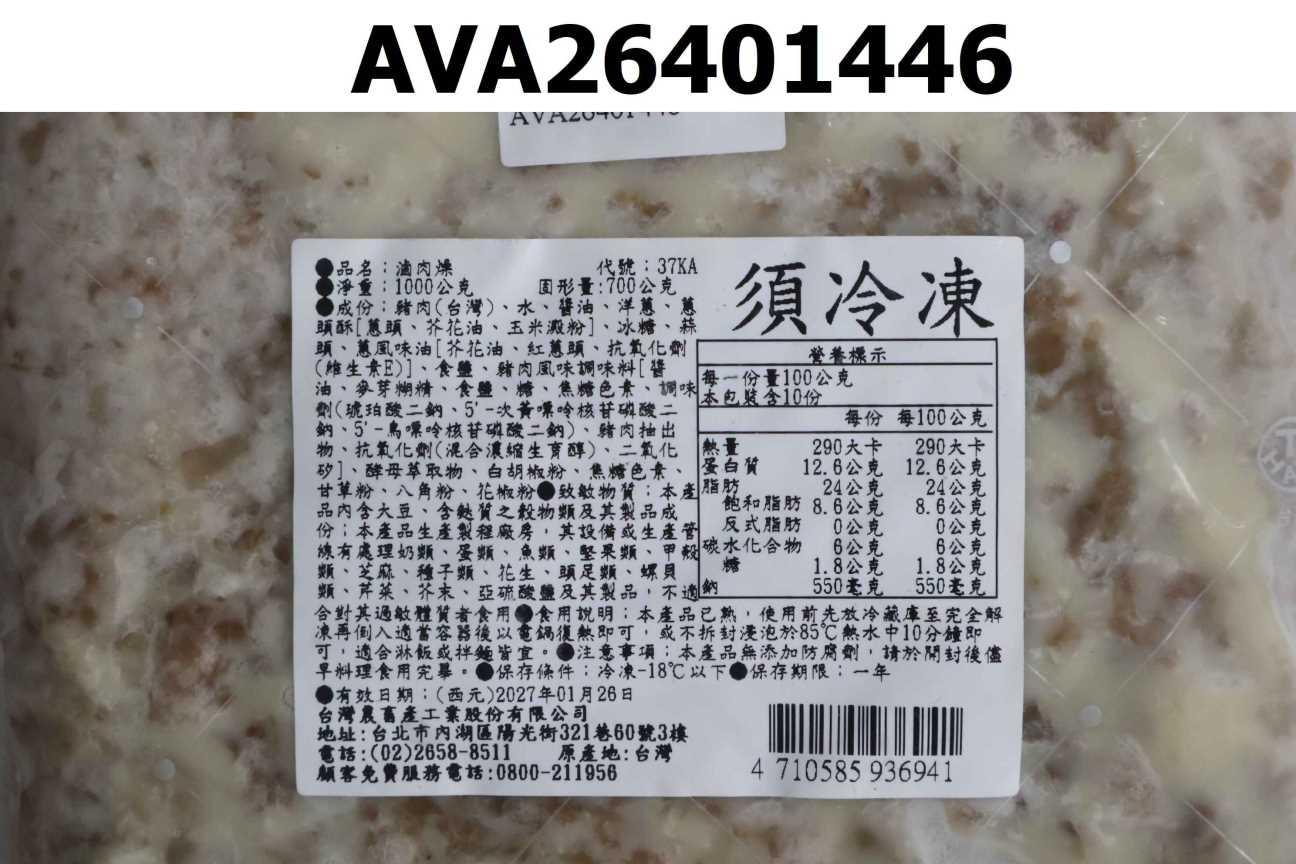 AVA26401446
●品名:滷肉燥 代號:37KA
●淨重:1000公克 固形量:700公克
●成份:豬肉(台灣)、水、醬油、洋蔥、蔥
頭酥[蔥頭、芥花油、玉米澱粉]、冰糖、蒜
頭、蔥風味油[芥花油、紅蔥頭、抗氧化劑
(維生素E)]、食鹽、豬肉風味調味料[醬
油、麥芽糊精、食鹽、糖、焦糖色素、調味
劑(琥珀酸二鈉、5'-次黃嘌呤核苷磷酸二
鈉、5'-鳥嘌呤核苷磷酸二鈉)、豬肉抽出
物、抗氧化劑(混合濃縮生育醇)、二氧化
矽]、酵母萃取物、白胡椒粉、焦糖色素、
甘草粉、八角粉、花椒粉●致敏物質:本產
品內含大豆、含麩質之穀物類及其製品成
份;本產品生產製程廠房,其設備或生產管
線有處理奶類、蛋類、魚類、堅果類、甲殼
類、芝麻、種子類、花生、頭足類、螺貝
類、芹菜、芥末、亞硫酸鹽及其製品,不適
合對其過敏體質者食用●食用說明:本產品已熟,使用前先放冷藏庫至完全解
凍再倒入適當容器後以電鍋復熱即可,或不拆封浸泡於85℃熱水中10分鐘即
可,適合淋飯或拌麵皆宜。●注意事項:本產品無添加防腐劑,請於開封後儘
早料理食用完畢。●保存條件:冷凍-18℃以下●保存期限:一年
●有效日期:(西元)2027年01月26日
台灣農畜產工業股份有限公司
地址:台北市內湖區陽光街321巷60號3樓
電話:(02)2658-8511 原產地:台灣
顧客免費服務電話:0800-211956
須冷凍
營養標示
每一份量100公克
本包裝含10份
每份 每100公克
熱量 290大卡 290大卡
蛋白質 12.6公克 12.6公克
脂肪 24公克 24公克
飽和脂肪 8.6公克 8.6公克
反式脂肪 0公克 0公克
碳水化合物 6公克 6公克
糖 1.8公克 1.8公克
鈉 550毫克 550毫克
4 710585 936941